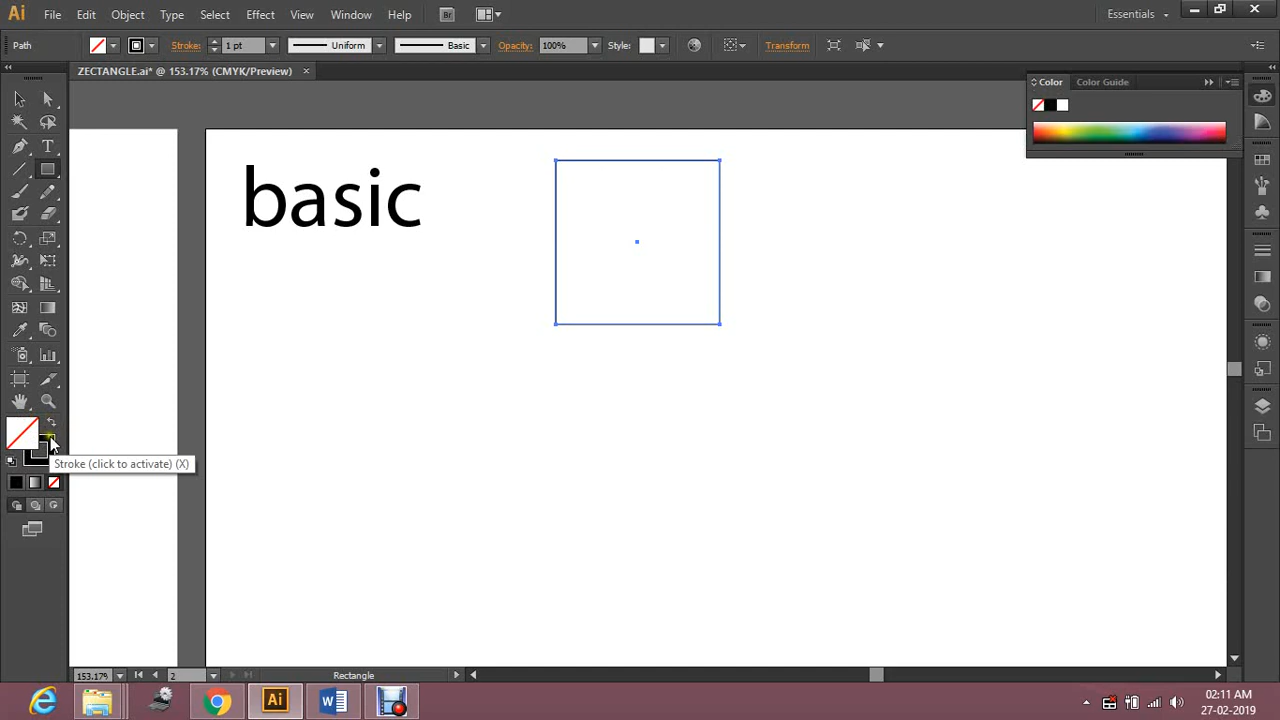 Ai File Edit Object Type Select Effect View Window Help Br Essentials
Path Stroke: 1 pt Uniform Basic Opacity: 100% Style: Transform
ZECTANGLE.ai* @ 153.17% (CMYK/Preview) ×
Color Color Guide
T
basic
Stroke (click to activate) (X)
153.17% 2 Rectangle
Ai W 02:11 AM
27-02-2019